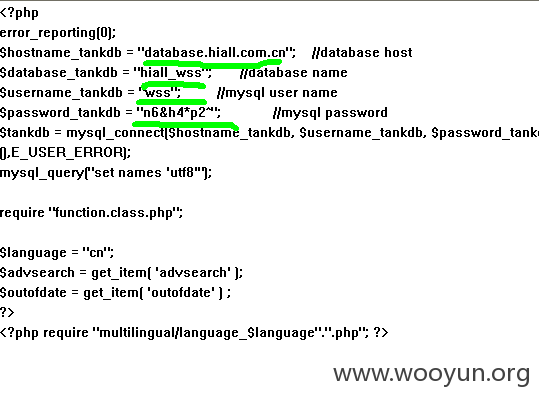 <?php
error_reporting(0);
$hostname_tankdb = "database.hiall.com.cn"; //database host
$database_tankdb = "hiall_wss"; //database name
$username_tankdb = "wss"; //mysql user name
$password_tankdb = "n6&h4*p2~"; //mysql password
$tankdb = mysql_connect($hostname_tankdb, $username_tankdb, $password_tank
(),E_USER_ERROR);
mysql_query("set names 'utf8'");
require "function.class.php";
$language = "cn";
$advsearch = get_item( 'advsearch' );
$outofdate = get_item( 'outofdate' ) ;
?>
<?php require "multilingual/language_$language".".php"; ?>
www.wooyun.org